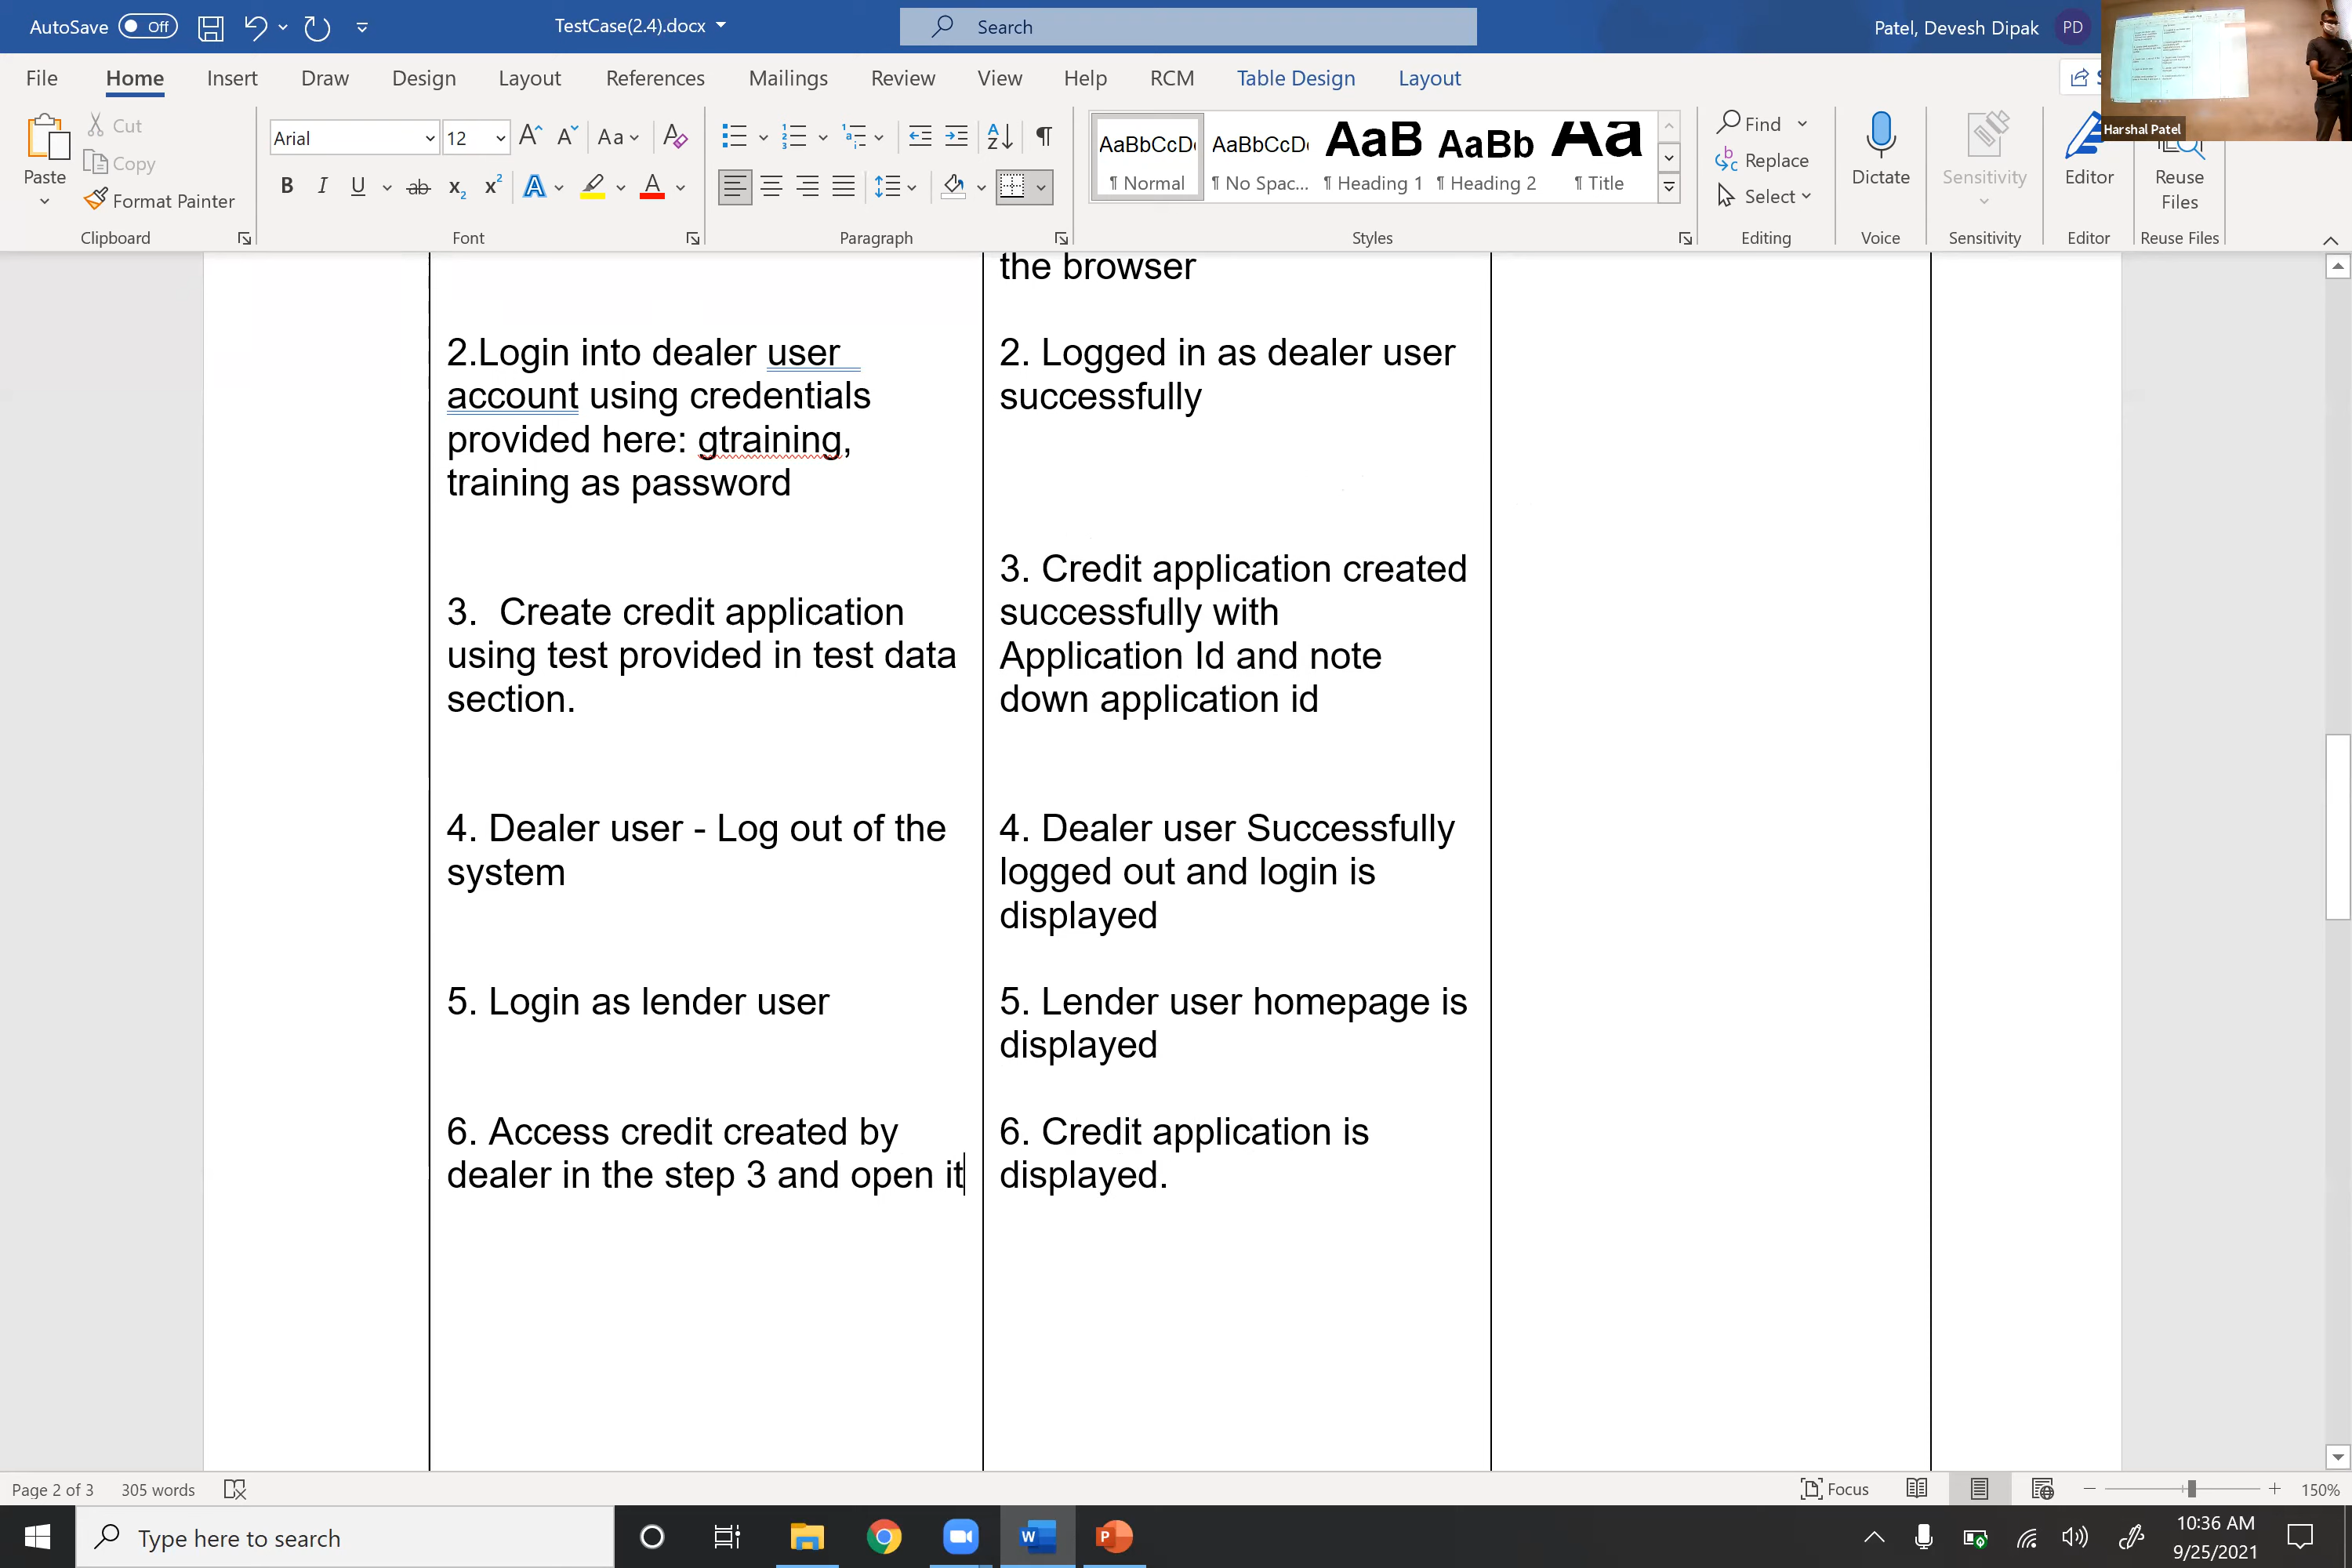 AutoSave Off TestCase(2.4).docx Search Patel, Devesh Dipak PD
File Home Insert Draw Design Layout References Mailings Review View Help RCM Table Design Layout
Harshal Patel
Paste Cut Copy Format Painter
Clipboard
Arial 12 Aa
B I U ab x2 x2 A A
Font
Paragraph
AaBbCcD AaBbCcD AaB AaBb Aa
¶ Normal ¶ No Spac... ¶ Heading 1 ¶ Heading 2 ¶ Title
Styles
Find
Replace
Select
Editing
Dictate
Voice
Sensitivity
Sensitivity
Editor
Editor
Reuse
Files
Reuse Files
the browser
2.Login into dealer user
account using credentials
provided here: gtraining,
training as password
2. Logged in as dealer user
successfully
3. Create credit application
using test provided in test data
section.
3. Credit application created
successfully with
Application Id and note
down application id
4. Dealer user - Log out of the
system
4. Dealer user Successfully
logged out and login is
displayed
5. Login as lender user
5. Lender user homepage is
displayed
6. Access credit created by
dealer in the step 3 and open it
6. Credit application is
displayed.
Page 2 of 3 305 words Focus 150%
Type here to search
10:36 AM
9/25/2021